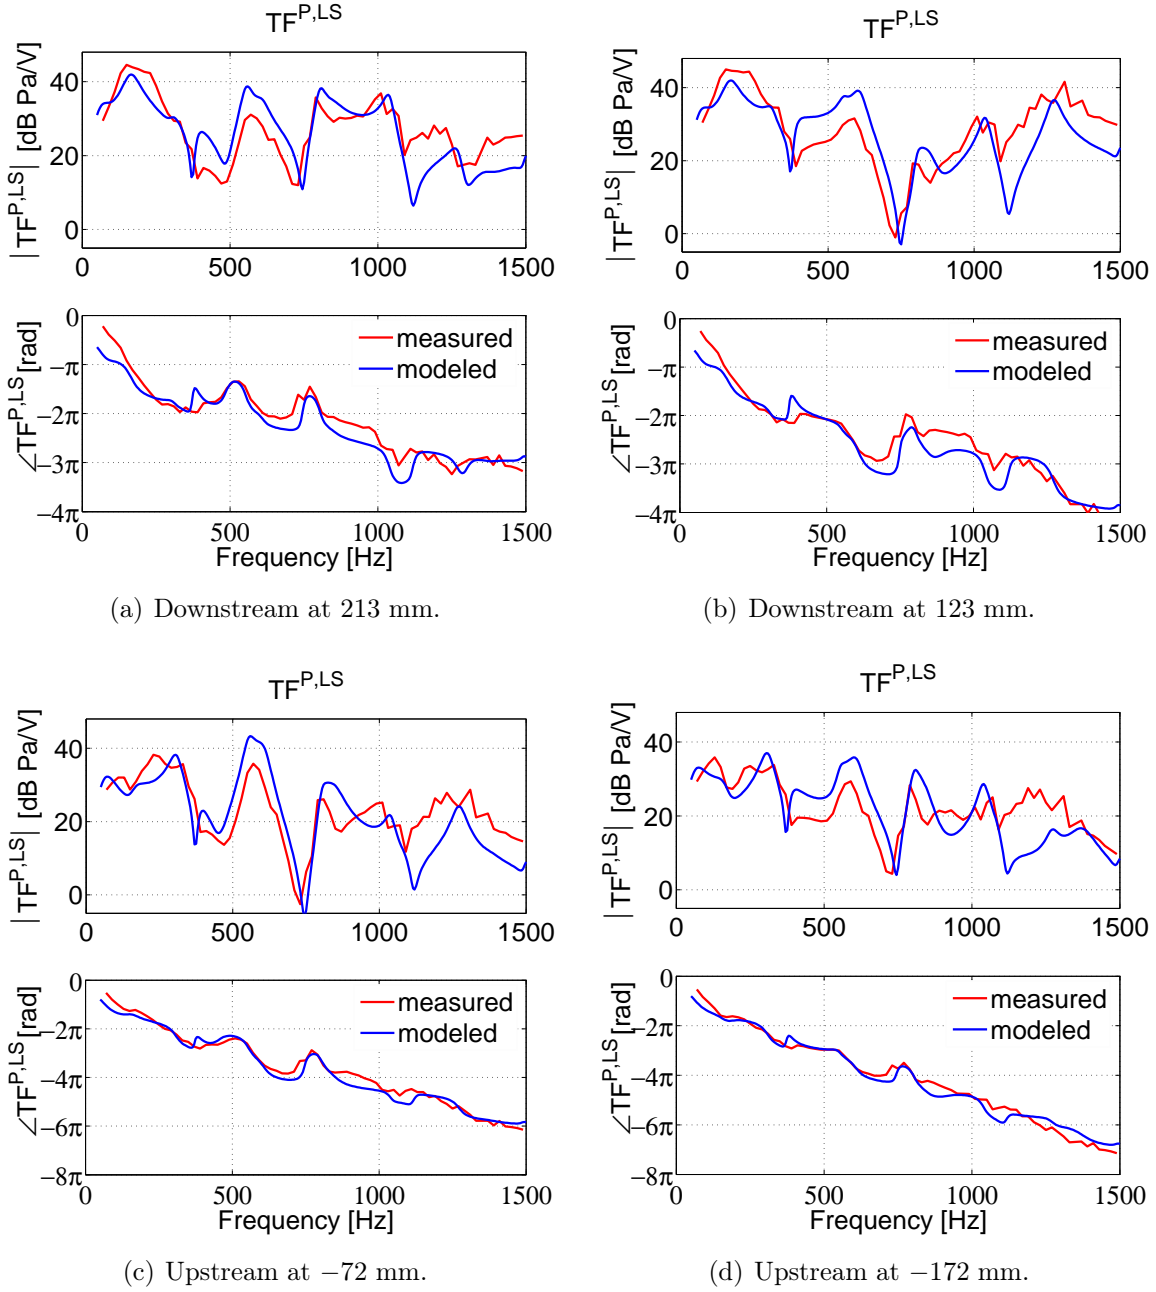 TF^P,LS
|TF^P,LS| [dB Pa/V]
40
20
0
0 500 1000 1500
∠TF^P,LS [rad]
0
−π
−2π
−3π
−4π
measured
modeled
0 500 1000 1500
Frequency [Hz]
(a) Downstream at 213 mm.
TF^P,LS
|TF^P,LS| [dB Pa/V]
40
20
0
0 500 1000 1500
∠TF^P,LS [rad]
0
−π
−2π
−3π
−4π
measured
modeled
0 500 1000 1500
Frequency [Hz]
(b) Downstream at 123 mm.
TF^P,LS
|TF^P,LS| [dB Pa/V]
40
20
0
0 500 1000 1500
∠TF^P,LS [rad]
0
−2π
−4π
−6π
−8π
measured
modeled
0 500 1000 1500
Frequency [Hz]
(c) Upstream at −72 mm.
TF^P,LS
|TF^P,LS| [dB Pa/V]
40
20
0
0 500 1000 1500
∠TF^P,LS [rad]
0
−2π
−4π
−6π
−8π
measured
modeled
0 500 1000 1500
Frequency [Hz]
(d) Upstream at −172 mm.